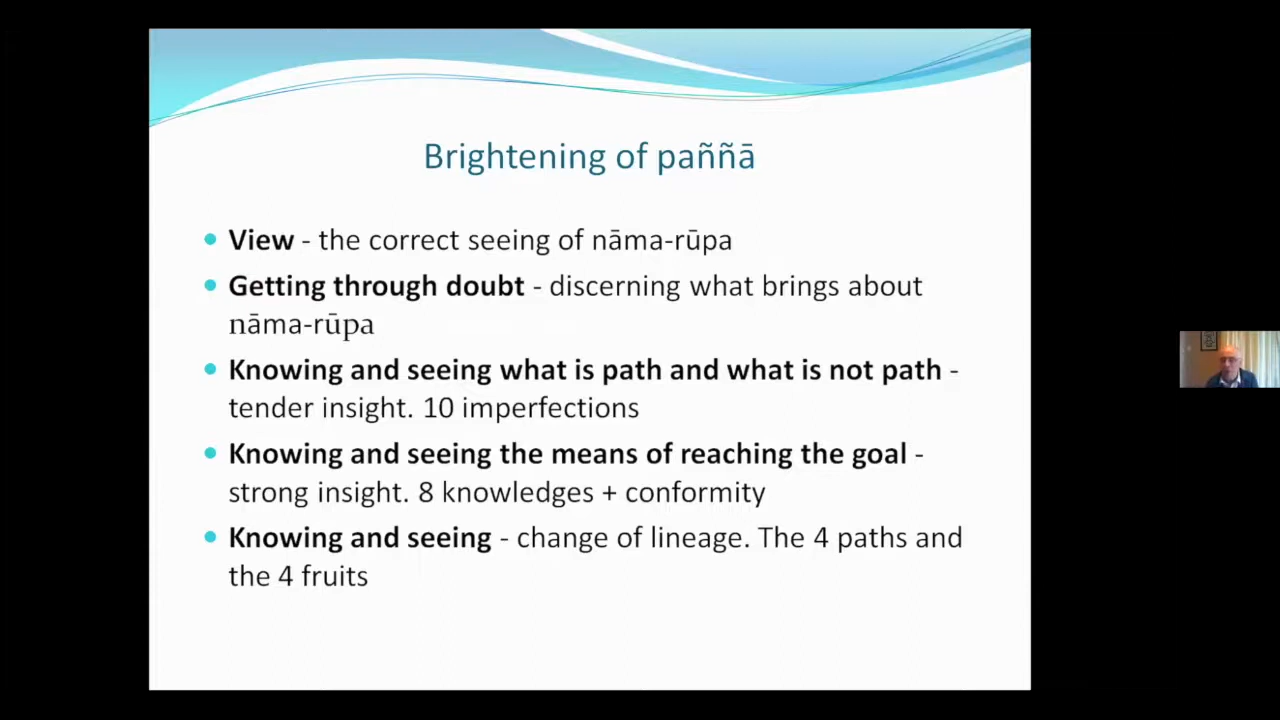 Brightening of paññā
• View - the correct seeing of nāma-rūpa
• Getting through doubt - discerning what brings about
nāma-rūpa
• Knowing and seeing what is path and what is not path -
tender insight. 10 imperfections
• Knowing and seeing the means of reaching the goal -
strong insight. 8 knowledges + conformity
• Knowing and seeing - change of lineage. The 4 paths and
the 4 fruits